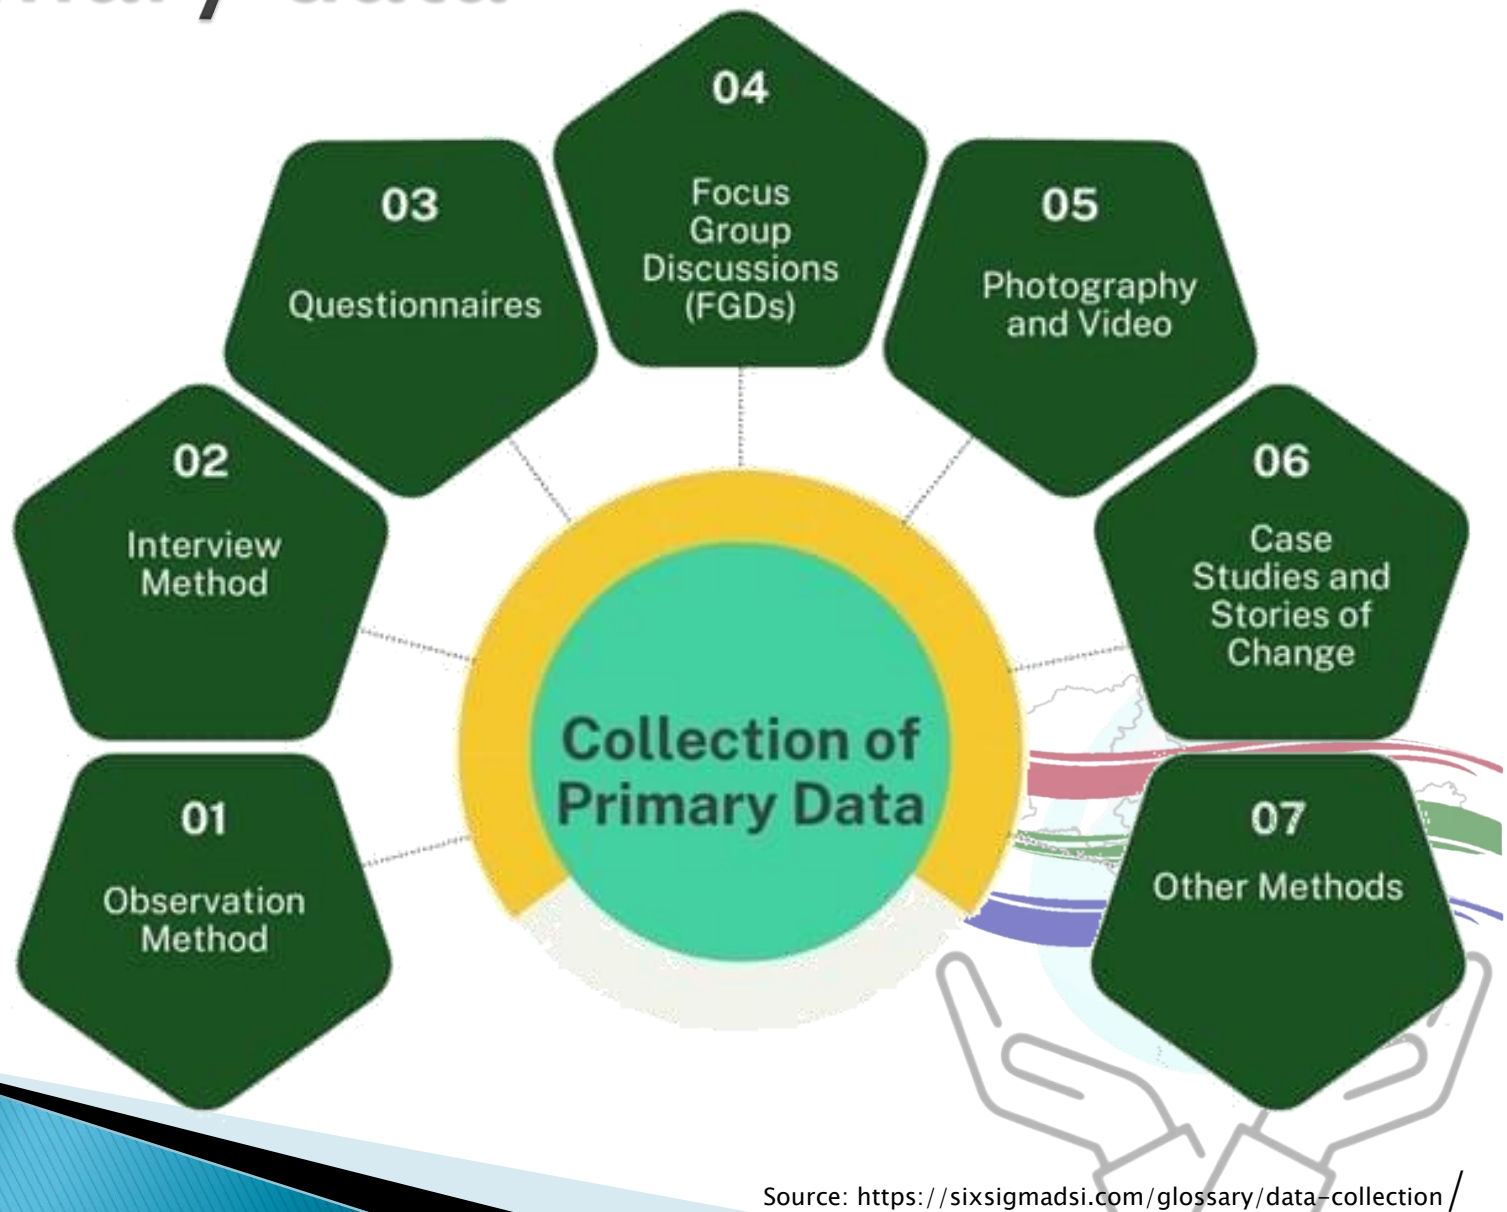 data
04
Focus
Group
Discussions
(FGDs)
03
Questionnaires
05
Photography
and Video
02
Interview
Method
06
Case
Studies and
Stories of
Change
Collection of
Primary Data
01
Observation
Method
07
Other Methods
Source: https://sixsigmadsi.com/glossary/data-collection/